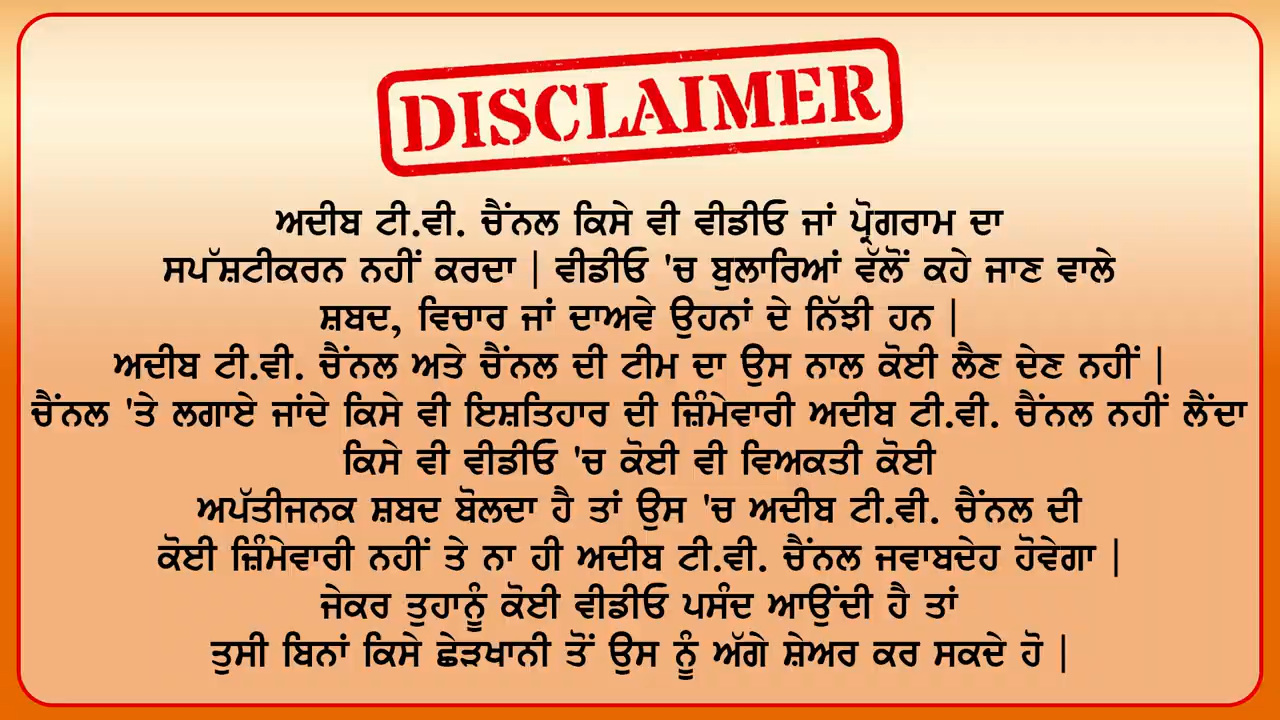 DISCLAIMER
ਅਦੀਬ ਟੀ.ਵੀ. ਚੈਂਨਲ ਕਿਸੇ ਵੀ ਵੀਡੀਓ ਜਾਂ ਪ੍ਰੋਗਰਾਮ ਦਾ
ਸਪੱਸ਼ਟੀਕਰਨ ਨਹੀਂ ਕਰਦਾ | ਵੀਡੀਓ 'ਚ ਬੁਲਾਰਿਆਂ ਵੱਲੋਂ ਕਹੇ ਜਾਣ ਵਾਲੇ
ਸ਼ਬਦ, ਵਿਚਾਰ ਜਾਂ ਦਾਅਵੇ ਉਹਨਾਂ ਦੇ ਨਿੱਝੀ ਹਨ |
ਅਦੀਬ ਟੀ.ਵੀ. ਚੈਂਨਲ ਅਤੇ ਚੈਂਨਲ ਦੀ ਟੀਮ ਦਾ ਉਸ ਨਾਲ ਕੋਈ ਲੈਣ ਦੇਣ ਨਹੀਂ |
ਚੈਂਨਲ 'ਤੇ ਲਗਾਏ ਜਾਂਦੇ ਕਿਸੇ ਵੀ ਇਸ਼ਤਿਹਾਰ ਦੀ ਜ਼ਿੰਮੇਵਾਰੀ ਅਦੀਬ ਟੀ.ਵੀ. ਚੈਂਨਲ ਨਹੀਂ ਲੈਂਦਾ
ਕਿਸੇ ਵੀ ਵੀਡੀਓ 'ਚ ਕੋਈ ਵੀ ਵਿਅਕਤੀ ਕੋਈ
ਅਪੱਤੀਜਨਕ ਸ਼ਬਦ ਬੋਲਦਾ ਹੈ ਤਾਂ ਉਸ 'ਚ ਅਦੀਬ ਟੀ.ਵੀ. ਚੈਂਨਲ ਦੀ
ਕੋਈ ਜ਼ਿੰਮੇਵਾਰੀ ਨਹੀਂ ਤੇ ਨਾ ਹੀ ਅਦੀਬ ਟੀ.ਵੀ. ਚੈਂਨਲ ਜਵਾਬਦੇਹ ਹੋਵੇਗਾ |
ਜੇਕਰ ਤੁਹਾਨੂੰ ਕੋਈ ਵੀਡੀਓ ਪਸੰਦ ਆਉਂਦੀ ਹੈ ਤਾਂ
ਤੁਸੀ ਬਿਨਾਂ ਕਿਸੇ ਛੇੜਖਾਨੀ ਤੋਂ ਉਸ ਨੂੰ ਅੱਗੇ ਸ਼ੇਅਰ ਕਰ ਸਕਦੇ ਹੋ |